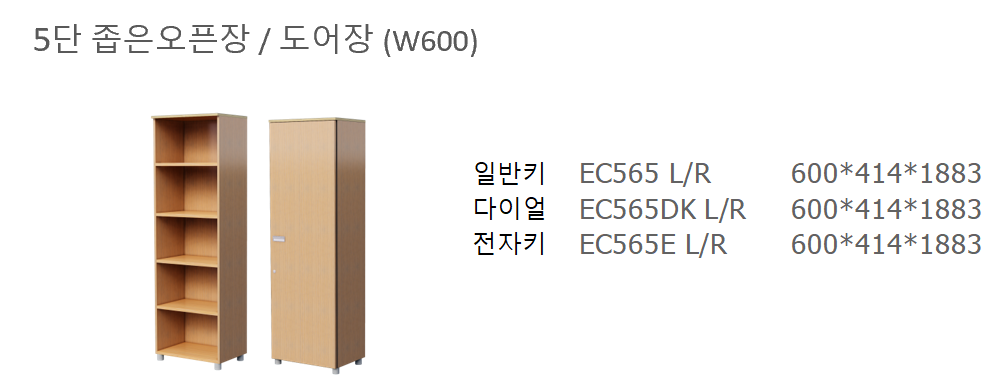 5단 좁은오픈장 / 도어장 (W600)
일반키 EC565 L/R 600*414*1883
다이얼 EC565DK L/R 600*414*1883
전자키 EC565E L/R 600*414*1883